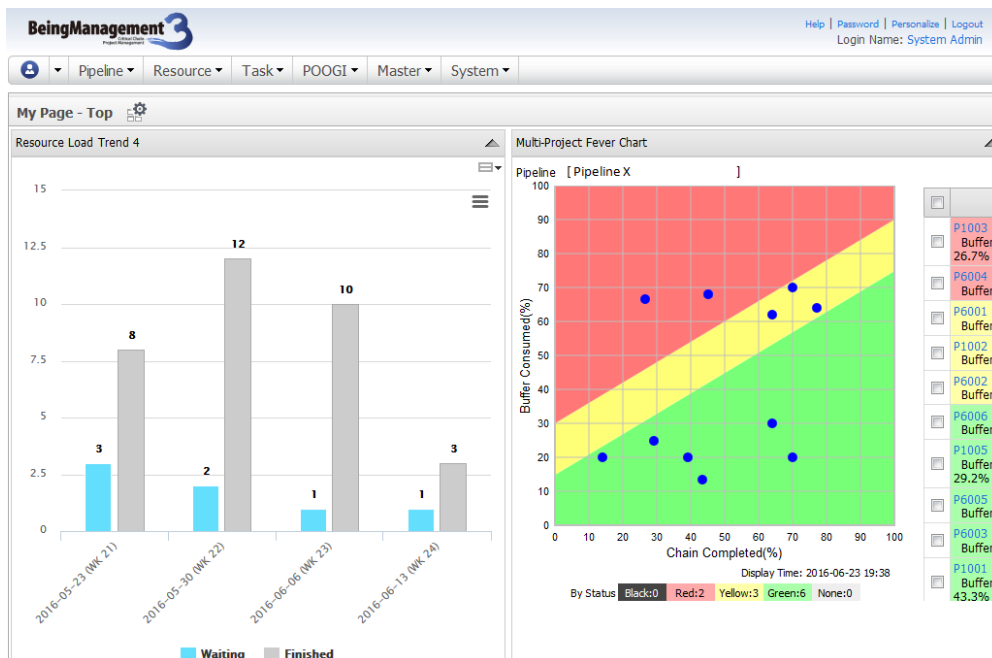 BeingManagement 3
Critical Chain
Project Management
Help | Password | Personalize | Logout
Login Name: System Admin
Pipeline Resource Task POOGI Master System
My Page - Top
Resource Load Trend 4
15
12.5
10
7.5
5
2.5
0
3 8
2 12
1 10
1 3
2016-05-23 (WK 21)
2016-05-30 (WK 22)
2016-06-06 (WK 23)
2016-06-13 (WK 24)
Waiting Finished
Multi-Project Fever Chart
Pipeline [ Pipeline X ]
Buffer Consumed(%)
100
90
80
70
60
50
40
30
20
10
0
0 10 20 30 40 50 60 70 80 90 100
Chain Completed(%)
Display Time: 2016-06-23 19:38
By Status Black:0 Red:2 Yellow:3 Green:6 None:0
P1003
Buffer
26.7%
P6004
Buffer
P6001
Buffer
P1002
Buffer
P6002
Buffer
P6006
Buffer
P1005
Buffer
29.2%
P6005
Buffer
P6003
Buffer
P1001
Buffer
43.3%